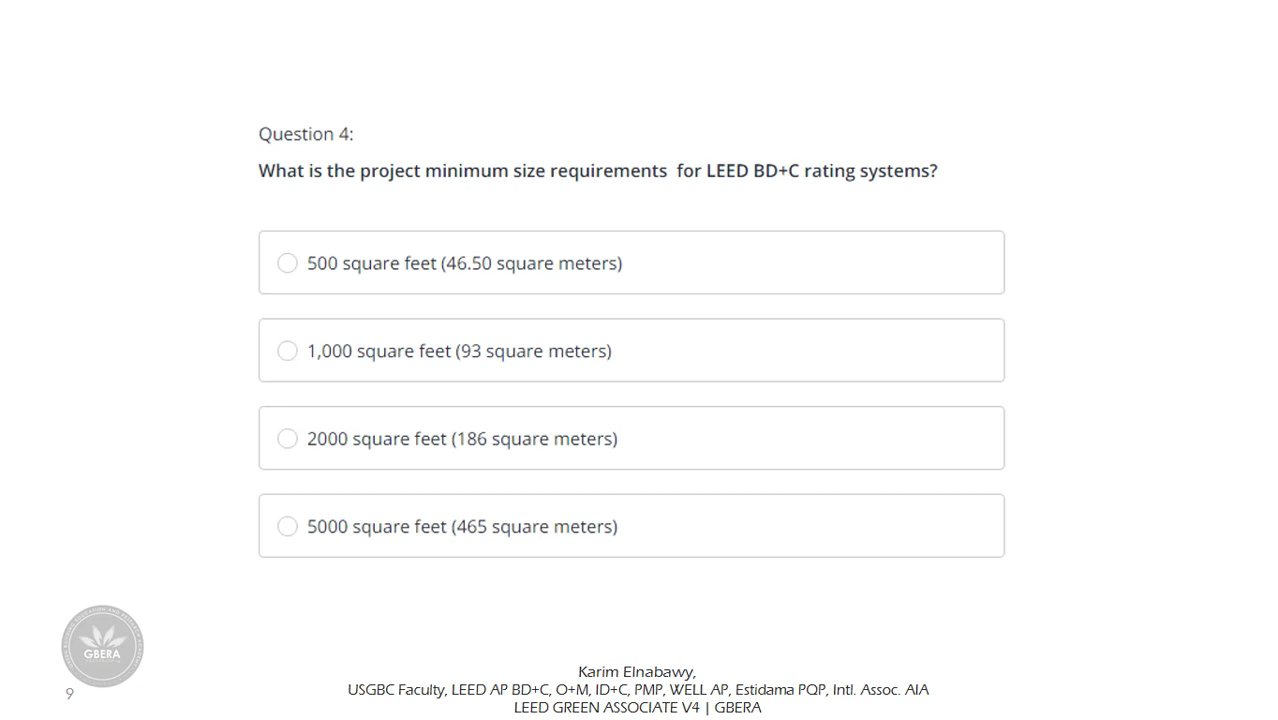 Question 4:
What is the project minimum size requirements  for LEED BD+C rating systems?
500 square feet (46.50 square meters)
1,000 square feet (93 square meters)
2000 square feet (186 square meters)
5000 square feet (465 square meters)
GBERA
9
Karim Elnabawy,
USGBC Faculty, LEED AP BD+C, O+M, ID+C, PMP, WELL AP, Estidama PQP, Intl. Assoc. AIA
LEED GREEN ASSOCIATE V4 | GBERA